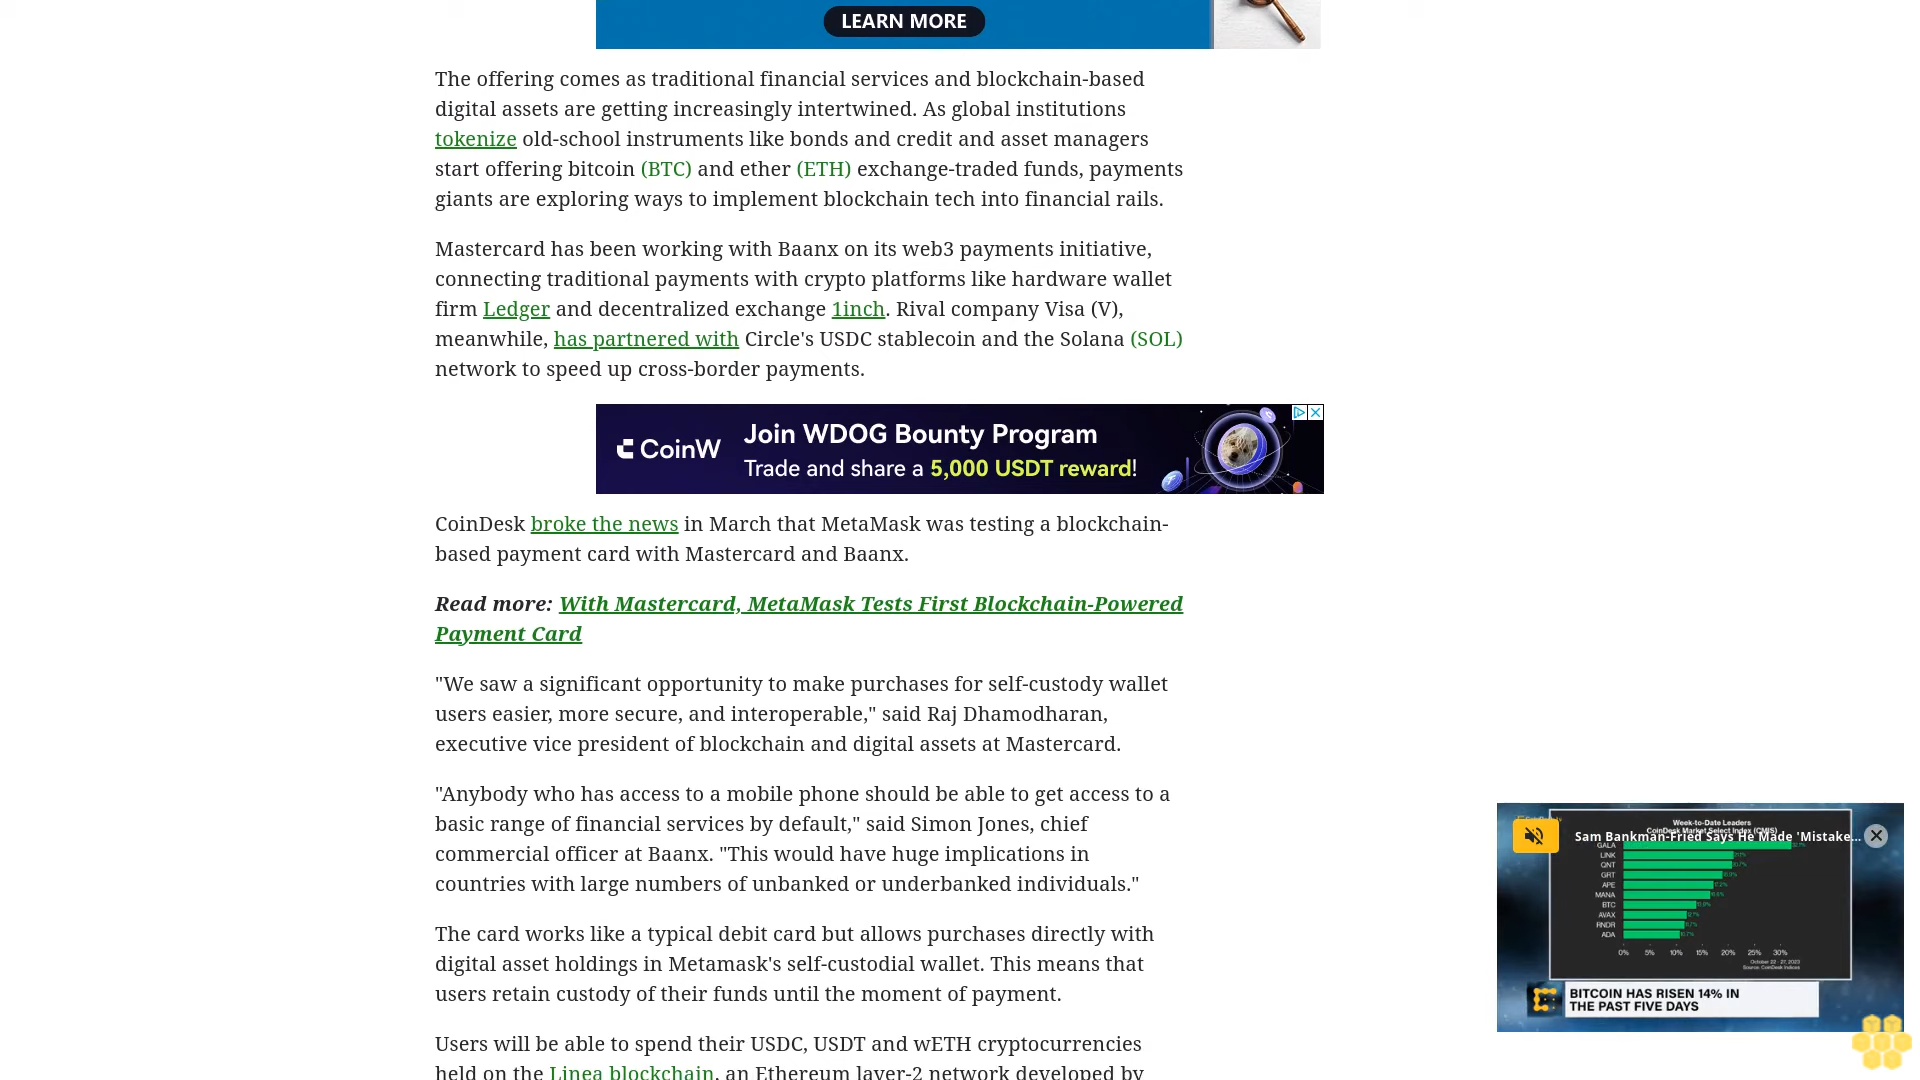 LEARN MORE
The offering comes as traditional financial services and blockchain-based
digital assets are getting increasingly intertwined. As global institutions
tokenize old-school instruments like bonds and credit and asset managers
start offering bitcoin (BTC) and ether (ETH) exchange-traded funds, payments
giants are exploring ways to implement blockchain tech into financial rails.
Mastercard has been working with Baanx on its web3 payments initiative,
connecting traditional payments with crypto platforms like hardware wallet
firm Ledger and decentralized exchange 1inch. Rival company Visa (V),
meanwhile, has partnered with Circle's USDC stablecoin and the Solana (SOL)
network to speed up cross-border payments.
CoinW
Join WDOG Bounty Program
Trade and share a 5,000 USDT reward!
CoinDesk broke the news in March that MetaMask was testing a blockchain-
based payment card with Mastercard and Baanx.
Read more: With Mastercard, MetaMask Tests First Blockchain-Powered
Payment Card
"We saw a significant opportunity to make purchases for self-custody wallet
users easier, more secure, and interoperable," said Raj Dhamodharan,
executive vice president of blockchain and digital assets at Mastercard.
"Anybody who has access to a mobile phone should be able to get access to a
basic range of financial services by default," said Simon Jones, chief
commercial officer at Baanx. "This would have huge implications in
countries with large numbers of unbanked or underbanked individuals."
The card works like a typical debit card but allows purchases directly with
digital asset holdings in Metamask's self-custodial wallet. This means that
users retain custody of their funds until the moment of payment.
Users will be able to spend their USDC, USDT and wETH cryptocurrencies
held on the Linea blockchain, an Ethereum layer-2 network developed by
Week-to-Date Leaders
CoinDesk Market Select Index (CMIS)
Sam Bankman-Fried Says He Made 'Mistake...
GALA
LINK
QNT
GRT
APE
MANA
BTC
AVAX
RNDR
ADA
0% 5% 10% 15% 20% 25% 30%
October 22 - 27, 2023
Source: CoinDesk Indices
BITCOIN HAS RISEN 14% IN
THE PAST FIVE DAYS